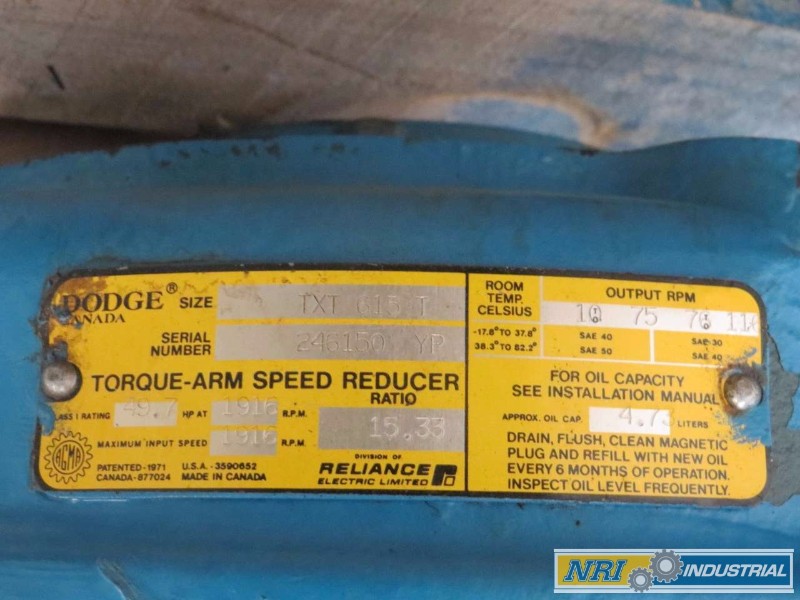 DODGE® SIZE TXT 615 T
CANADA
SERIAL NUMBER 246150 YP
TORQUE-ARM SPEED REDUCER
CLASS I RATING 49.7 HP AT 1916 R.P.M.
MAXIMUM INPUT SPEED 1916 R.P.M.
RATIO
15.33
AGMA
PATENTED-1971 U.S.A.-3590652
CANADA-877024 MADE IN CANADA
DIVISION OF
RELIANCE
ELECTRIC LIMITED
ROOM TEMP. CELSIUS
OUTPUT RPM
75
-17.8° TO 37.8° SAE 40 SAE 30
38.3° TO 82.2° SAE 50 SAE 40
FOR OIL CAPACITY
SEE INSTALLATION MANUAL
APPROX. OIL CAP. LITERS
DRAIN, FLUSH, CLEAN MAGNETIC
PLUG AND REFILL WITH NEW OIL
EVERY 6 MONTHS OF OPERATION.
INSPECT OIL LEVEL FREQUENTLY.
NRI INDUSTRIAL